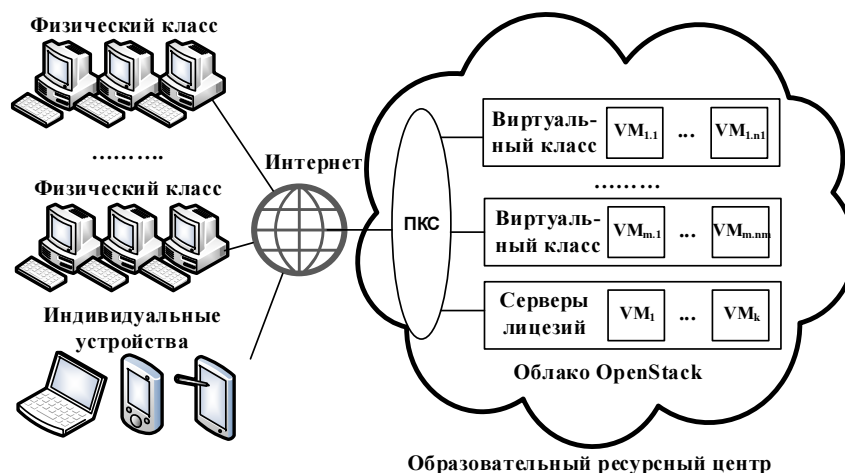 Физический класс
……….
Физический класс
Индивидуальные
устройства
Интернет
ПКС
Виртуаль-
ный класс
VM1.1 ... VM1.n1
………
Виртуаль-
ный класс
VMm.1 ... VMm.nm
Серверы
лицезий
VM1 ... VMk
Облако OpenStack
Образовательный ресурсный центр